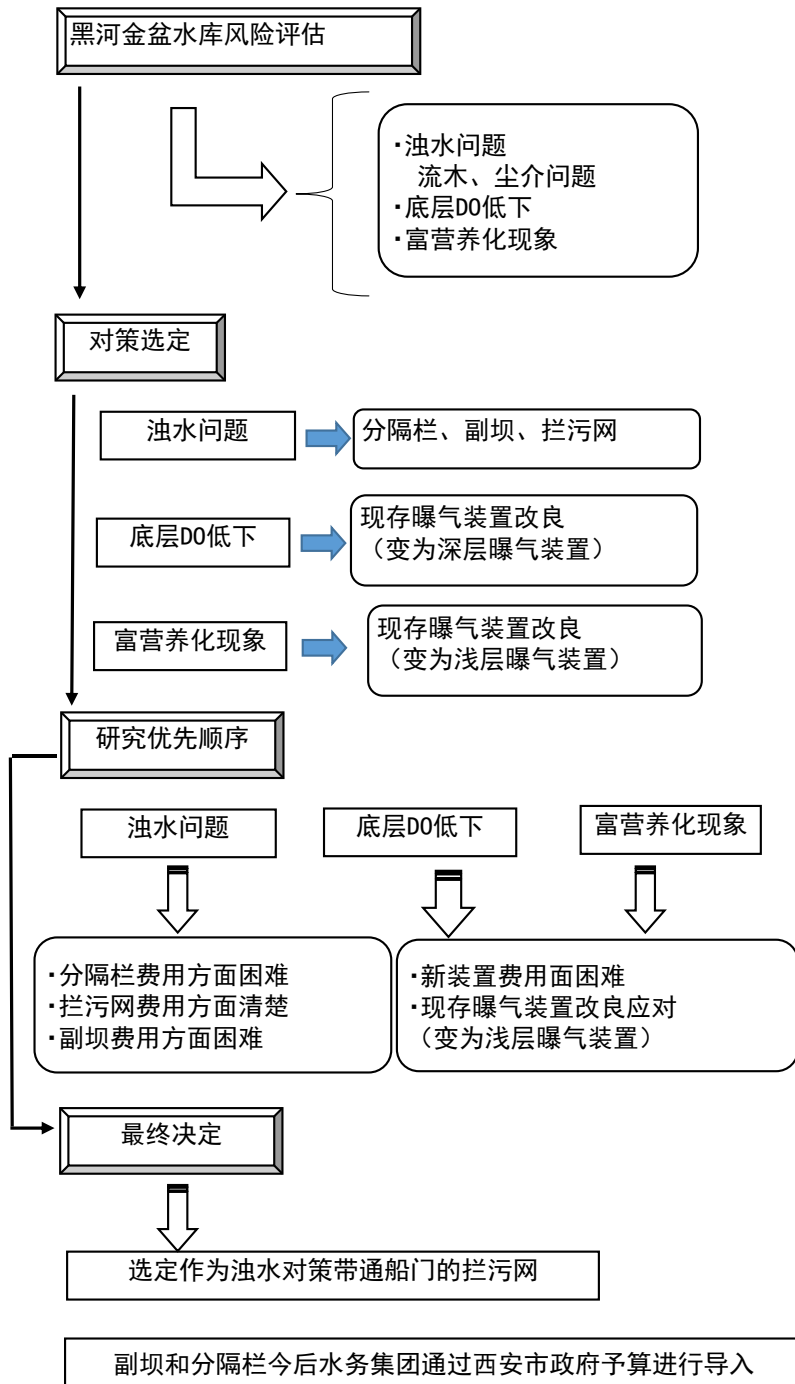 黑河金盆水库风险评估
·浊水问题
流木、尘介问题
·底层DO低下
·富营养化现象
对策选定
浊水问题
分隔栏、副坝、拦污网
底层DO低下
现存曝气装置改良
（变为深层曝气装置）
富营养化现象
现存曝气装置改良
（变为浅层曝气装置）
研究优先顺序
浊水问题
底层DO低下
富营养化现象
·分隔栏费用方面困难
·拦污网费用方面清楚
·副坝费用方面困难
·新装置费用面困难
·现存曝气装置改良应对
（变为浅层曝气装置）
最终决定
选定作为浊水对策带通船门的拦污网
副坝和分隔栏今后水务集团通过西安市政府予算进行导入